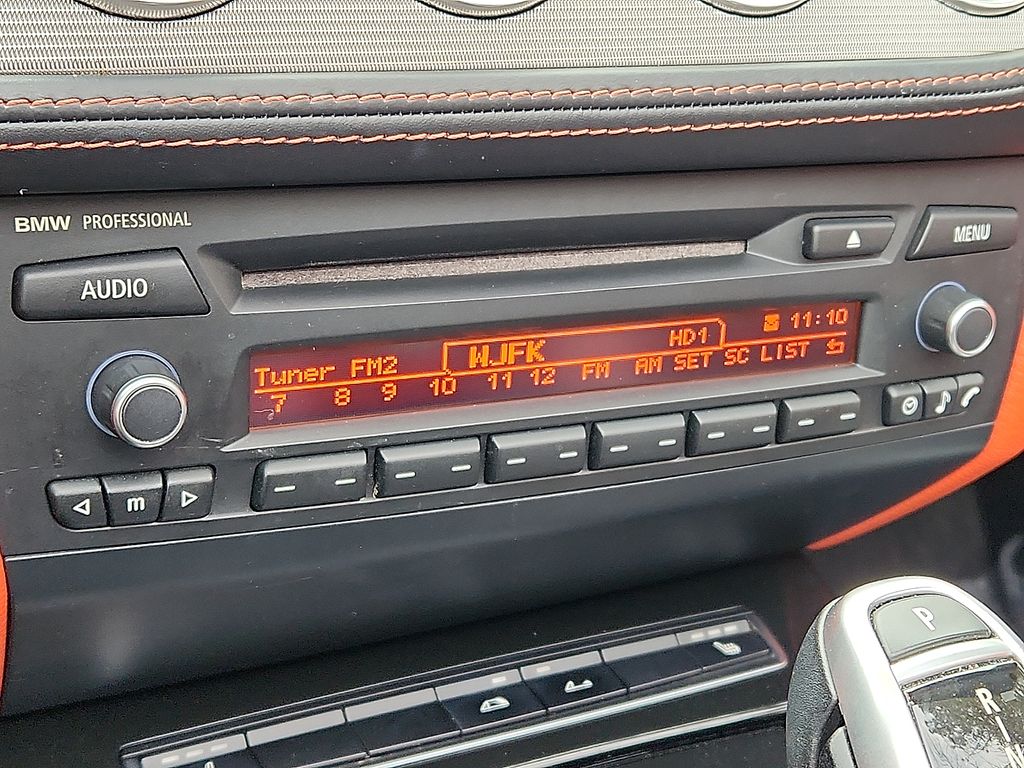 BMW PROFESSIONAL
MENU
AUDIO
Tuner FM2 WJFK HD1 11:10
7 8 9 10 11 12 FM AM SET SC LIST
m
P
R